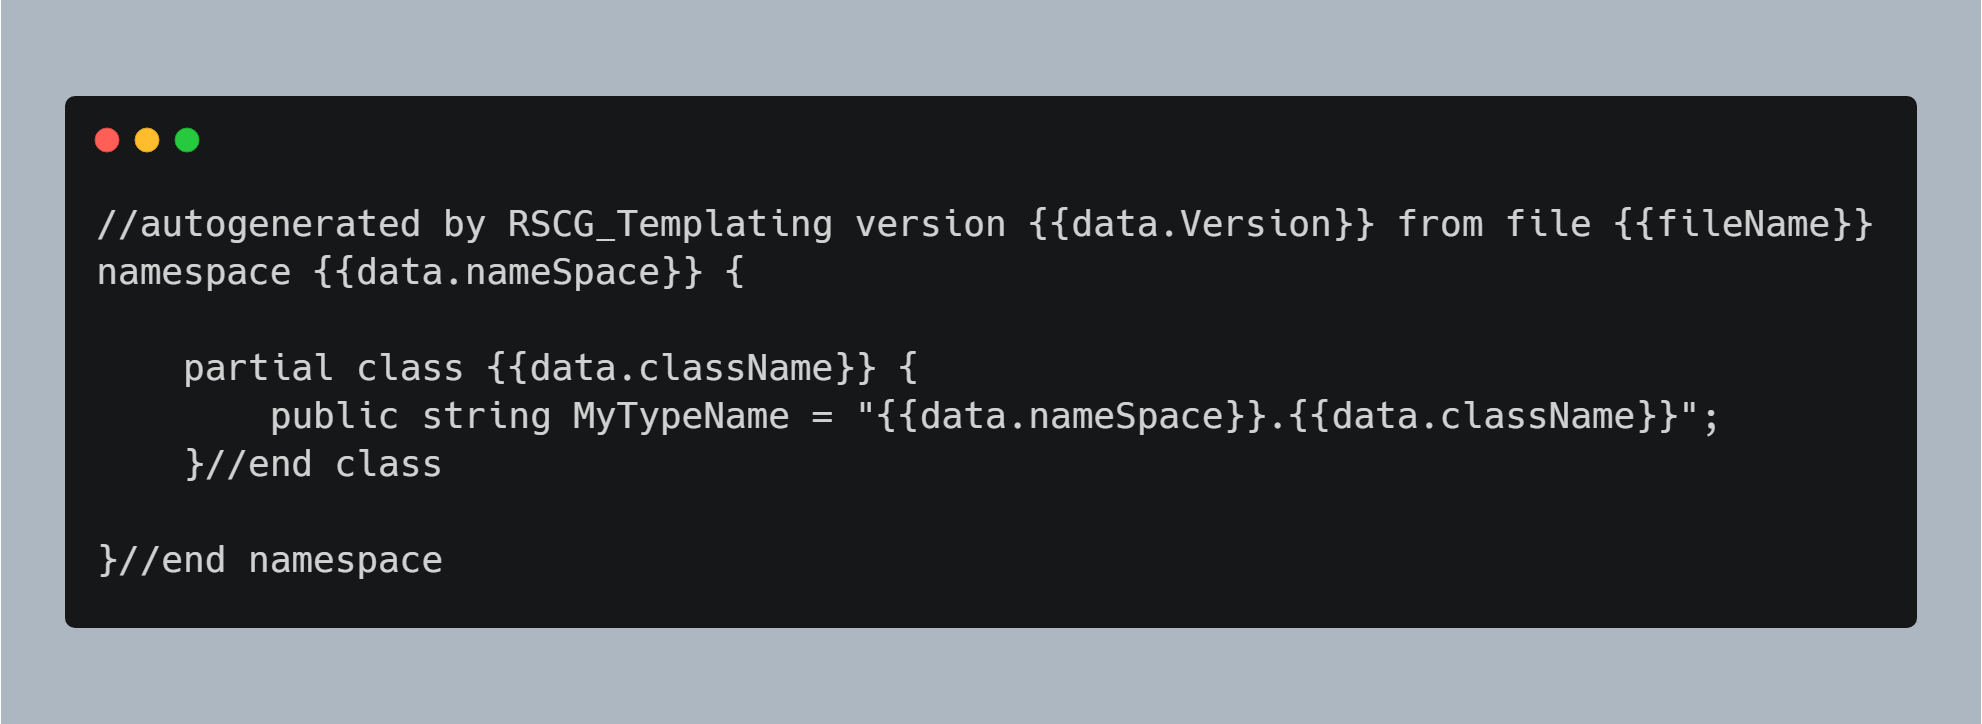 //autogenerated by RSCG_Templating version {{data.Version}} from file {{fileName}}
namespace {{data.nameSpace}} {
    partial class {{data.className}} {
        public string MyTypeName = "{{data.nameSpace}}.{{data.className}}";
    }//end class
}//end namespace